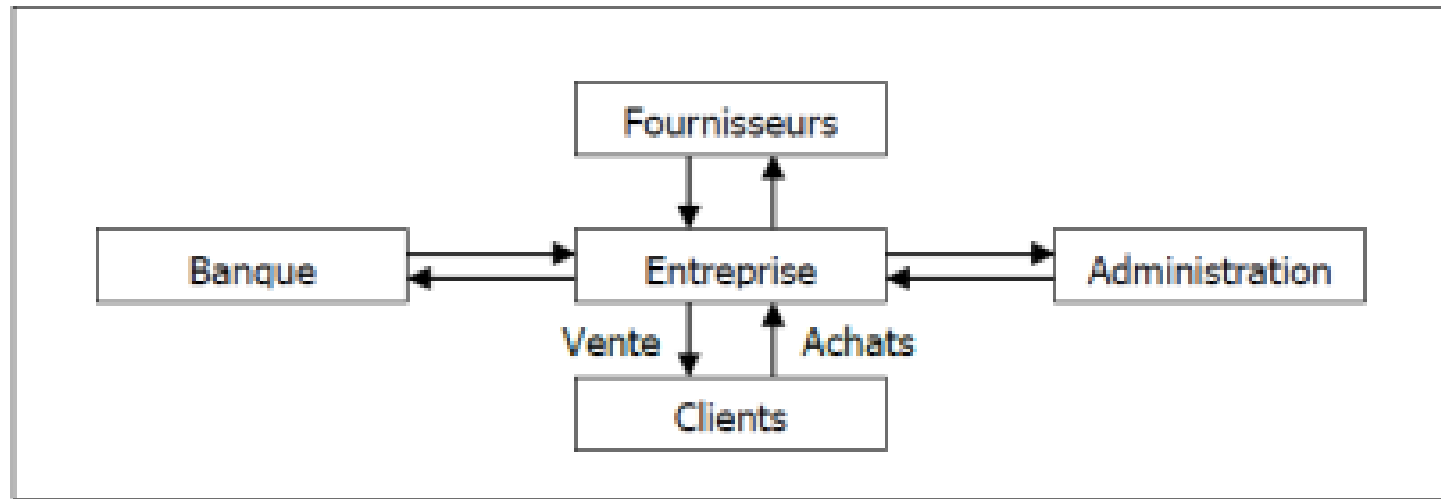 Fournisseurs
Banque
Entreprise
Administration
Vente
Achats
Clients